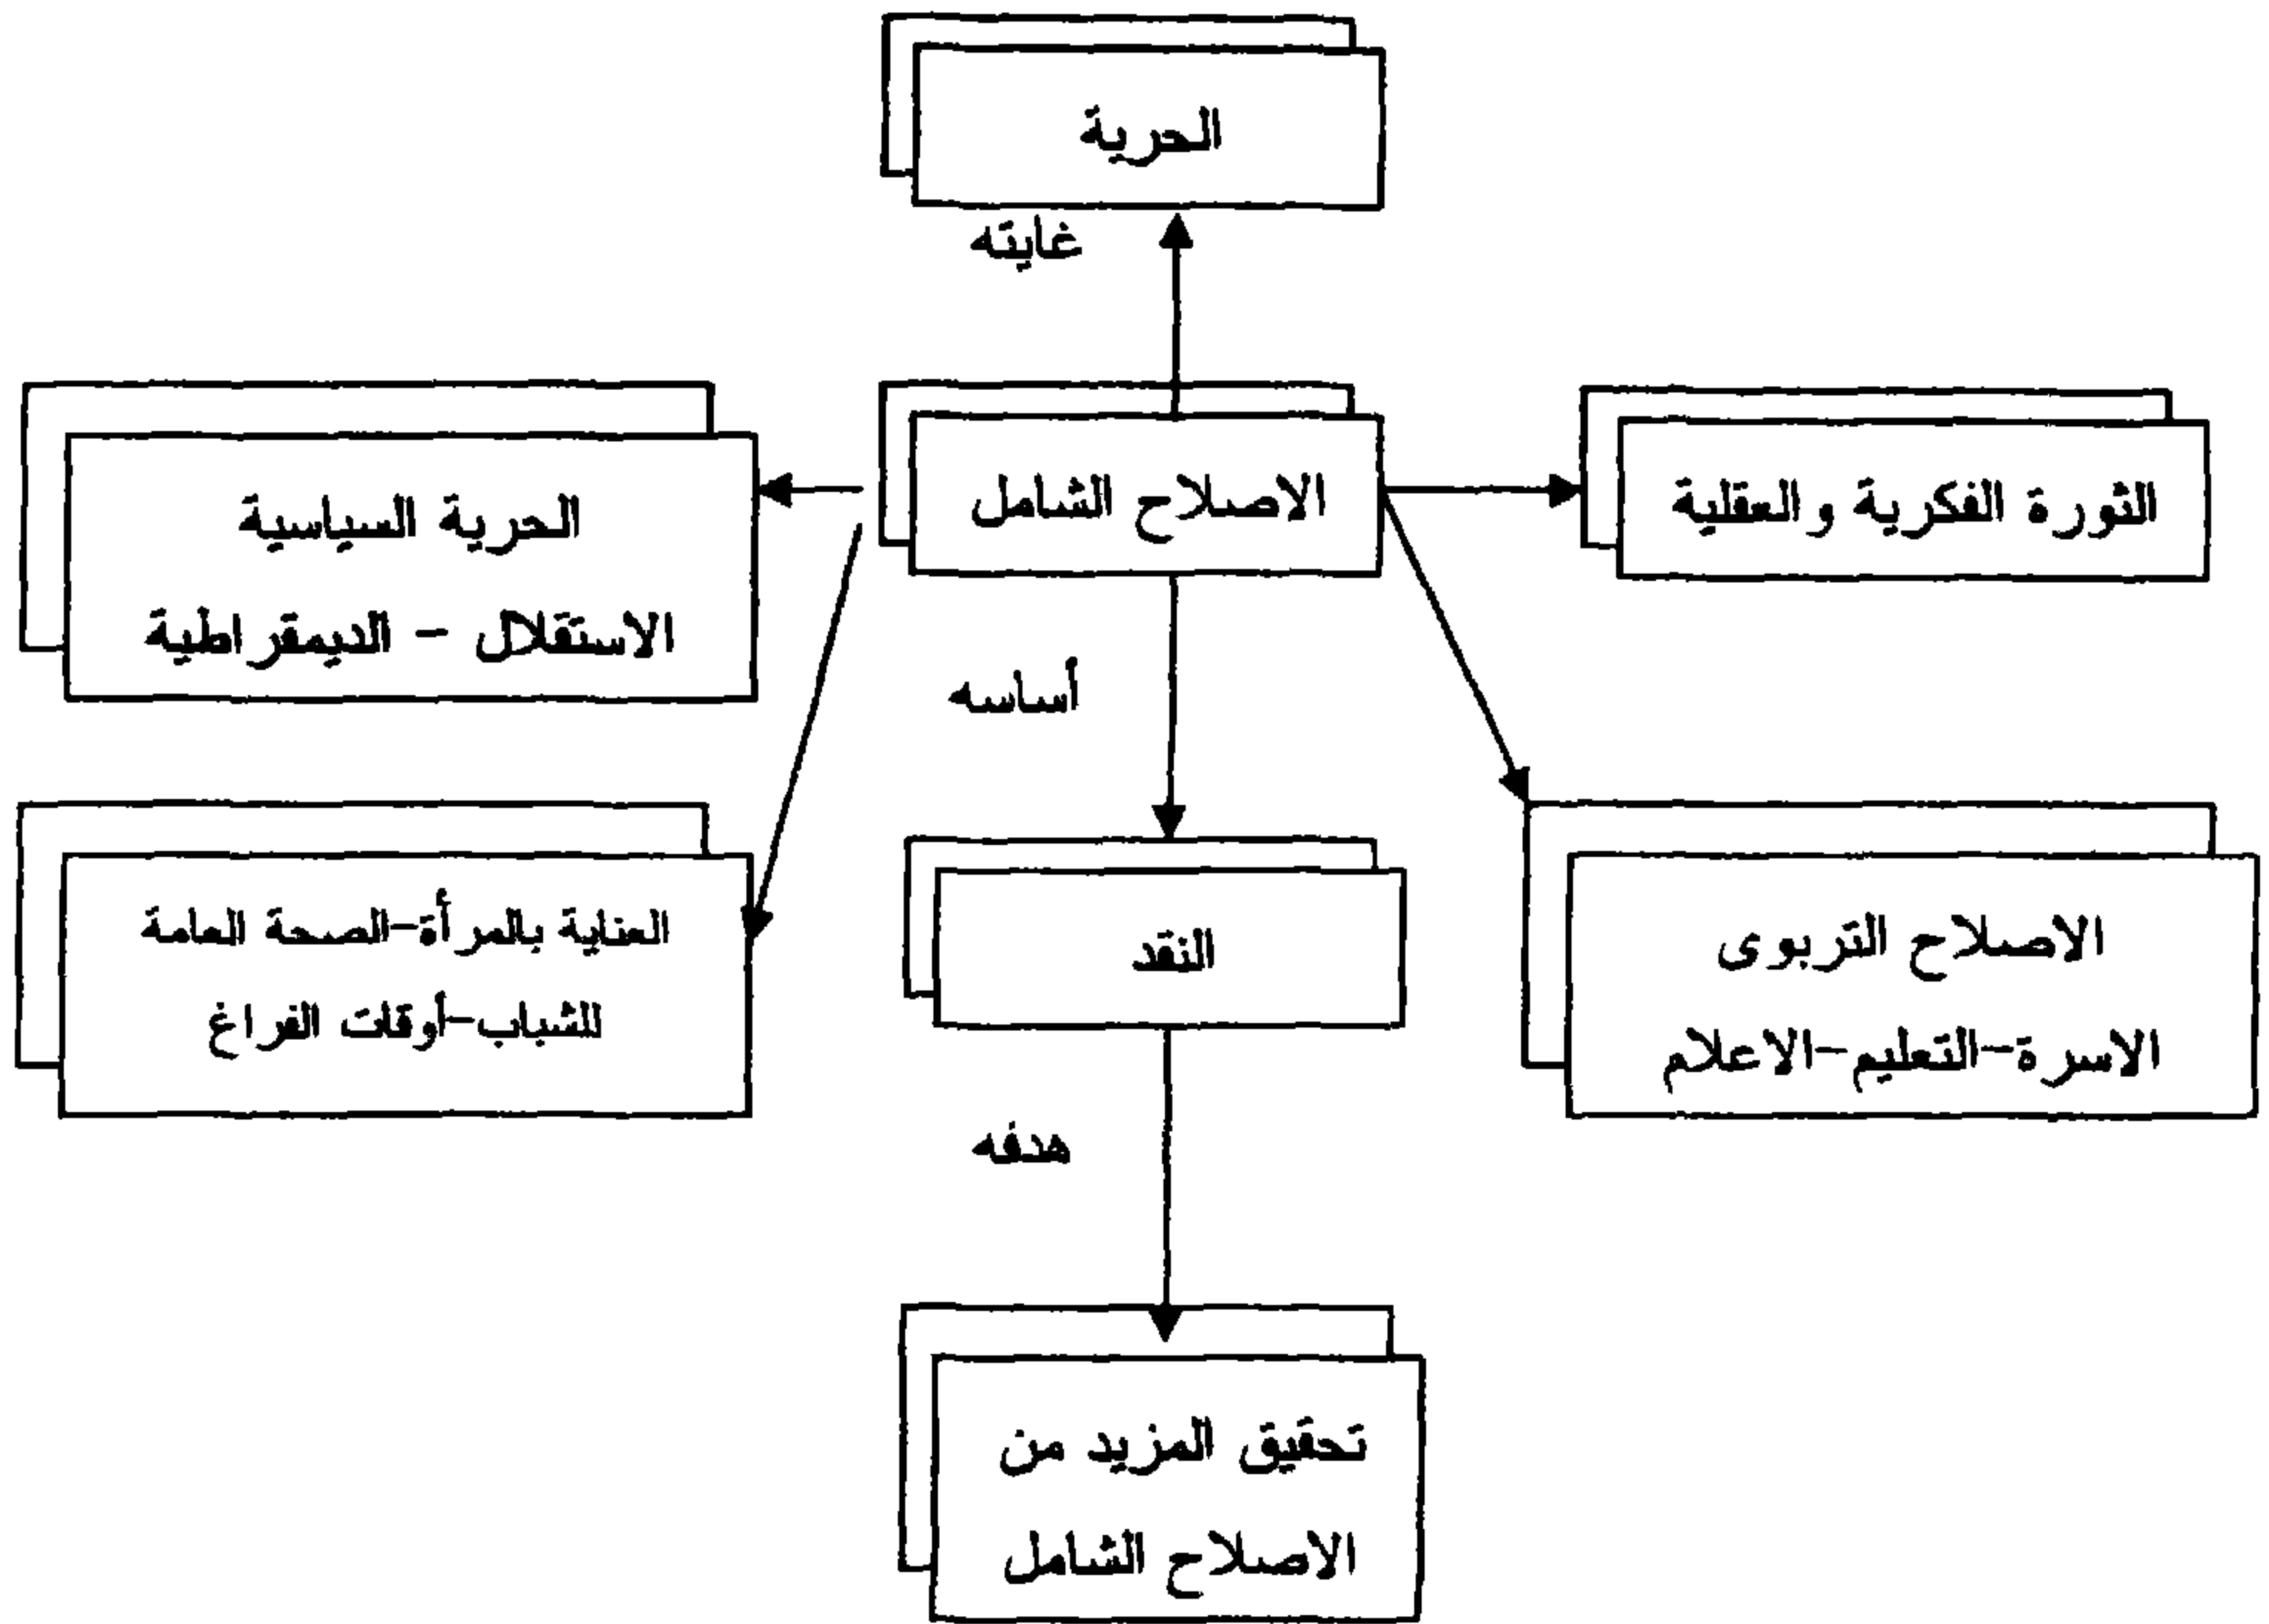 الحرية
غايته
الاصلاح الشامل
الثورة الفكرية والعقلية
الحرية السياسية
الاستقلال - الديمقراطية
أساسه
النقد
الاصلاح التربوى
الاسرة-التعليم-الاعلام
العناية بالمرأة-الصحة العامة
للشباب-أوقات الفراغ
هدفه
تحقيق المزيد من
الاصلاح الشامل